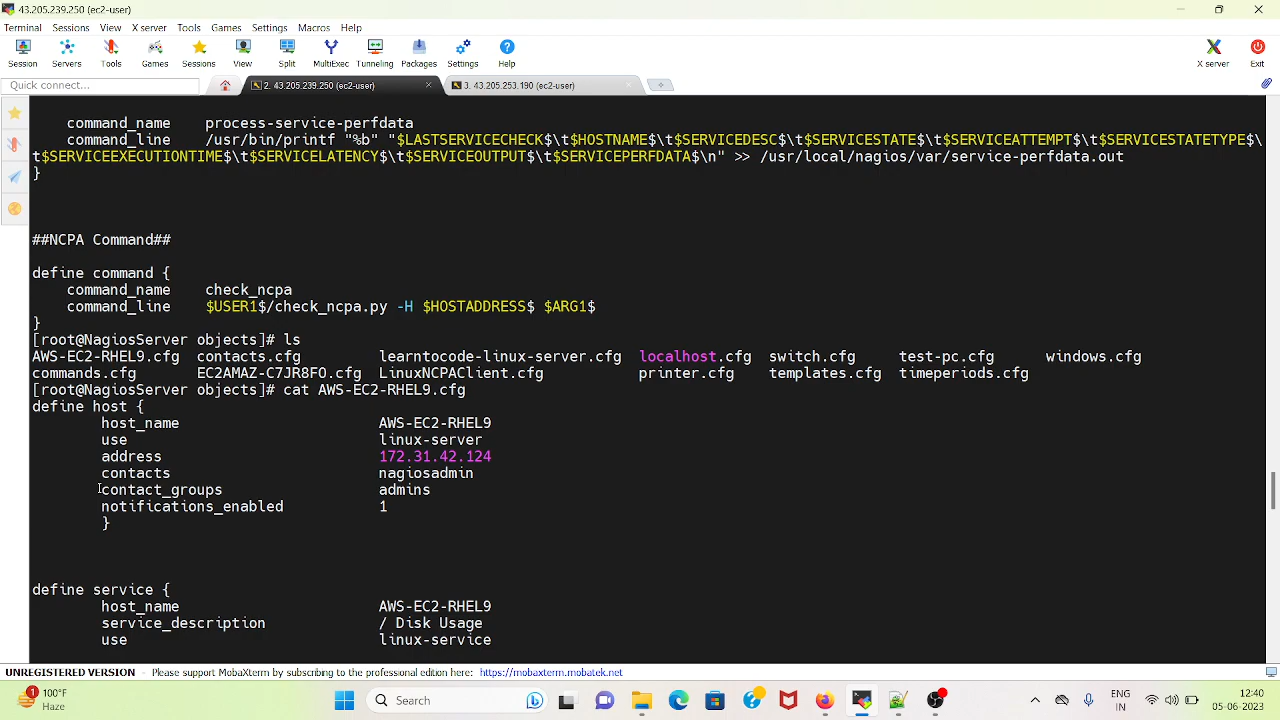 43.205.239.250 (ec2-user)
Terminal Sessions View X server Tools Games Settings Macros Help
Session Servers Tools Games Sessions View Split MultiExec Tunneling Packages Settings Help X server Exit
Quick connect... 2. 43.205.239.250 (ec2-user) 3. 43.205.253.190 (ec2-user)
command_name process-service-perfdata
command_line /usr/bin/printf "%b" "$LASTSERVICECHECK$\t$HOSTNAME$\t$SERVICEDESC$\t$SERVICESTATE$\t$SERVICEATTEMPT$\t$SERVICESTATETYPE$\
t$SERVICEEXECUTIONTIME$\t$SERVICELATENCY$\t$SERVICEOUTPUT$\t$SERVICEPERFDATA$\n" >> /usr/local/nagios/var/service-perfdata.out
}
##NCPA Command##
define command {
command_name check_ncpa
command_line $USER1$/check_ncpa.py -H $HOSTADDRESS$ $ARG1$
}
[root@NagiosServer objects]# ls
AWS-EC2-RHEL9.cfg contacts.cfg learntocode-linux-server.cfg localhost.cfg switch.cfg test-pc.cfg windows.cfg
commands.cfg EC2AMAZ-C7JR8FO.cfg LinuxNCPAClient.cfg printer.cfg templates.cfg timeperiods.cfg
[root@NagiosServer objects]# cat AWS-EC2-RHEL9.cfg
define host {
host_name AWS-EC2-RHEL9
use linux-server
address 172.31.42.124
contacts nagiosadmin
contact_groups admins
notifications_enabled 1
}
define service {
host_name AWS-EC2-RHEL9
service_description / Disk Usage
use linux-service
UNREGISTERED VERSION - Please support MobaXterm by subscribing to the professional edition here: https://mobaxterm.mobatek.net
1 100°F Haze Search ENG IN 12:40 05-06-2023